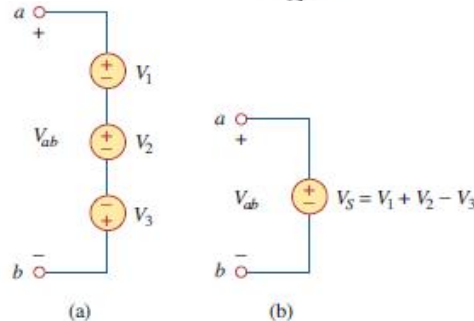 a
+
+
−
V1
Vab
+
−
V2
−
+
V3
−
b
(a)
a
+
Vab
+
−
VS = V1 + V2 − V3
−
b
(b)